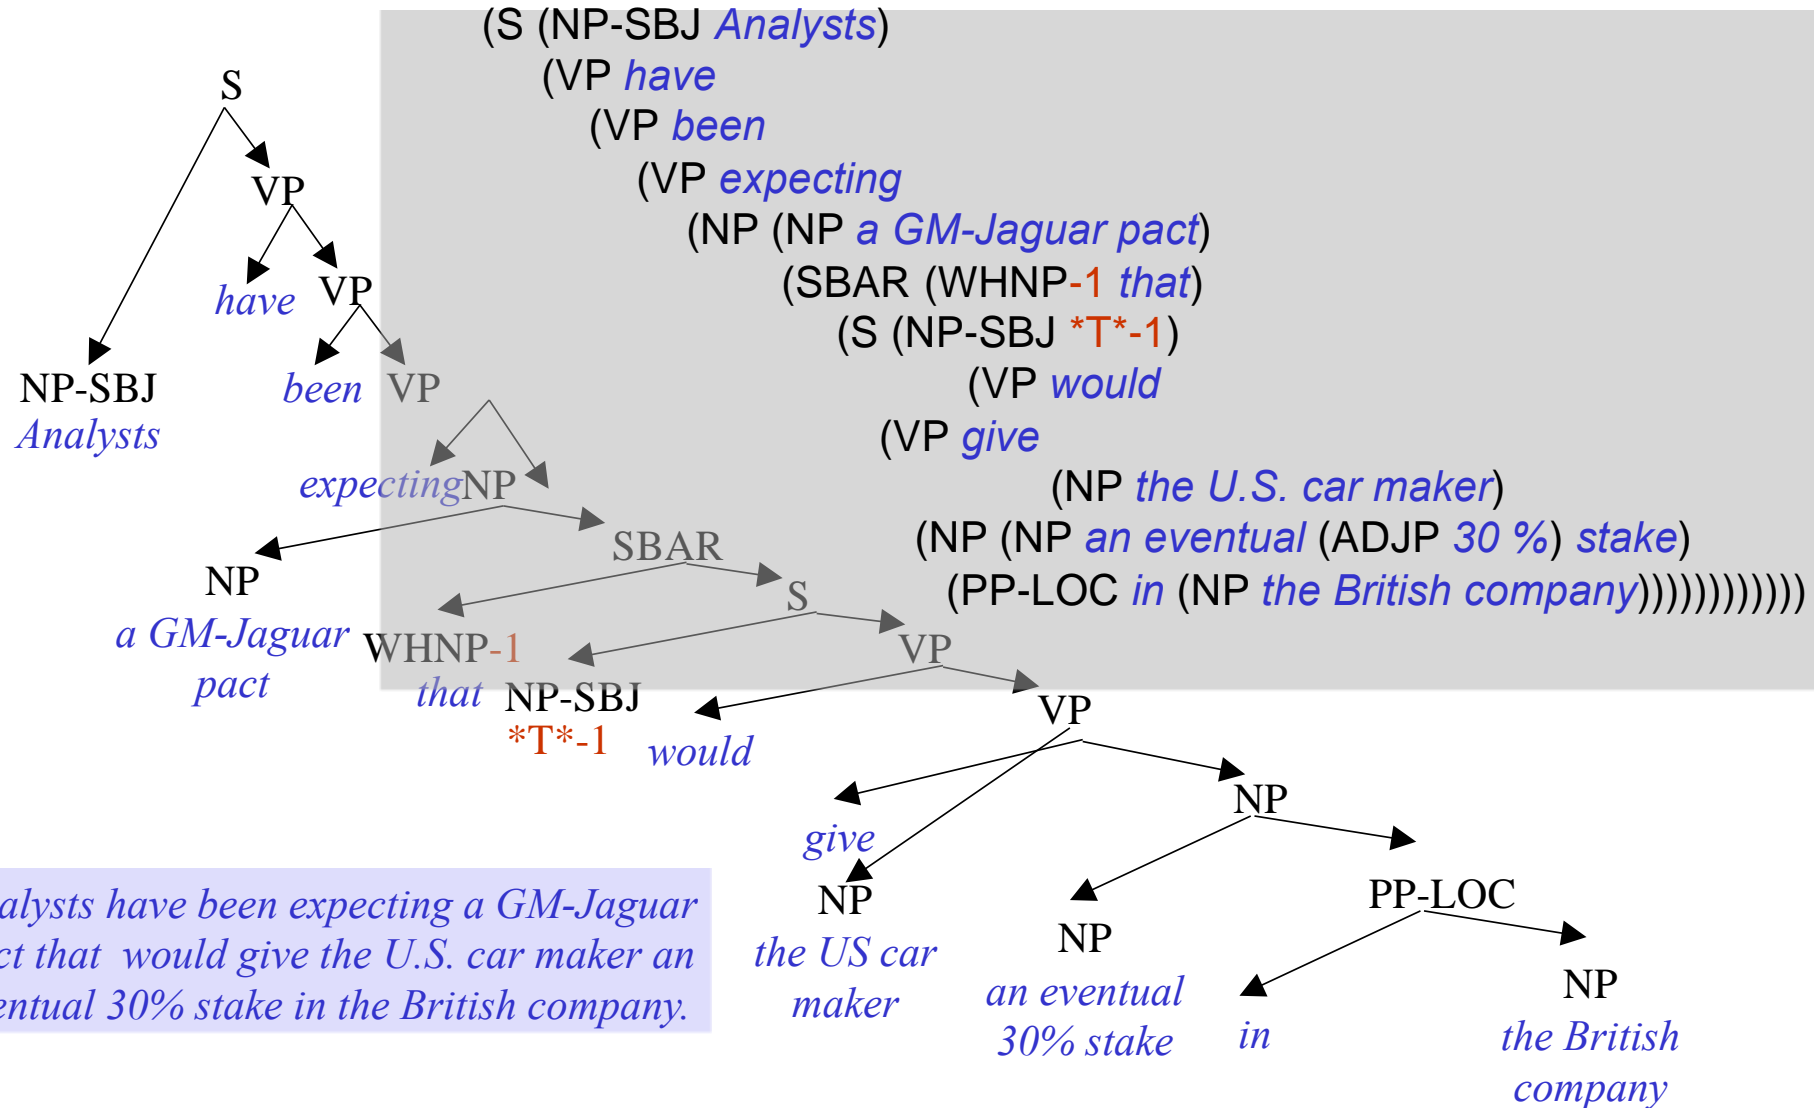 (S (NP-SBJ Analysts)
(VP have
(VP been
(VP expecting
(NP (NP a GM-Jaguar pact)
(SBAR (WHNP-1 that)
(S (NP-SBJ *T*-1)
(VP would
(VP give
(NP the U.S. car maker)
(NP (NP an eventual (ADJP 30 %) stake)
(PP-LOC in (NP the British company))))))))))))
S
VP
have VP
NP-SBJ
Analysts
been VP
expecting NP
SBAR
NP
a GM-Jaguar
pact
S
WHNP-1
that
VP
NP-SBJ
*T*-1
would
VP
give
NP
NP
the US car
maker
PP-LOC
NP
an eventual
30% stake
in
NP
the British
company
alysts have been expecting a GM-Jaguar
ct that would give the U.S. car maker an
entual 30% stake in the British company.